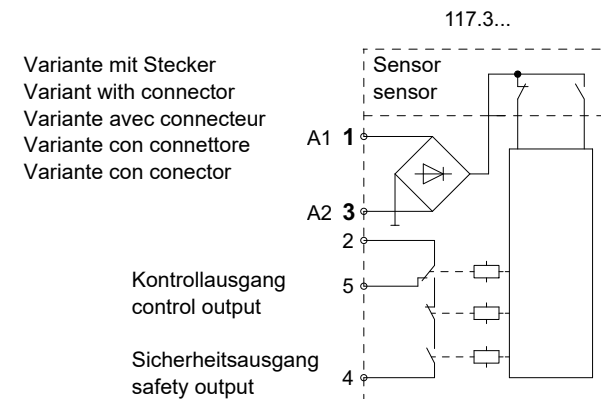 117.3...
Variante mit Stecker
Variant with connector
Variante avec connecteur
Variante con connettore
Variante con conector
Sensor
sensor
A1 1
A2 3
2
5
Kontrollausgang
control output
Sicherheitsausgang
safety output
4